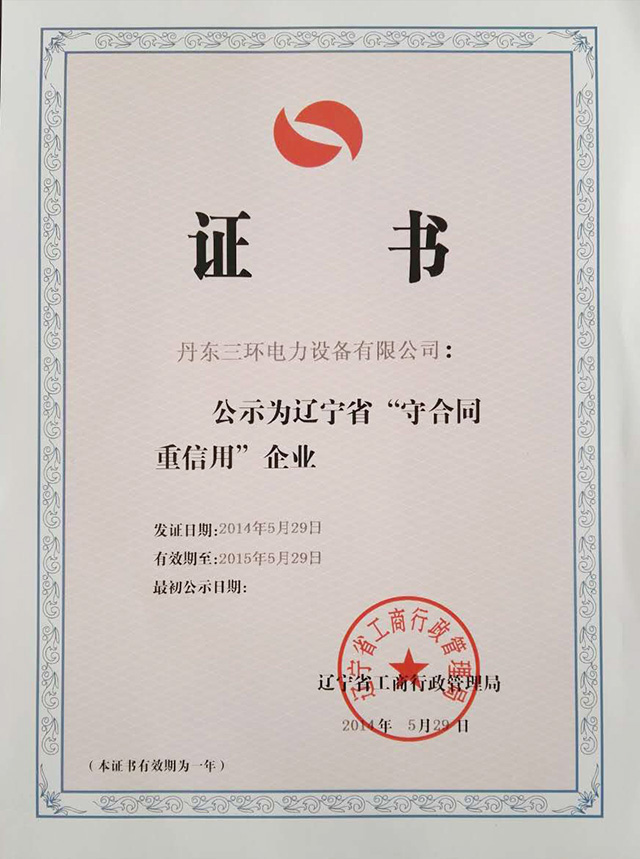 证 书
丹东三环电力设备有限公司：
公示为辽宁省“守合同
重信用”企业
发证日期:2014年5月29日
有效期至:2015年5月29日
最初公示日期:
辽宁省工商行政管理局
辽宁省工商行政管理局
2014年 5月29日
（本证书有效期为一年）